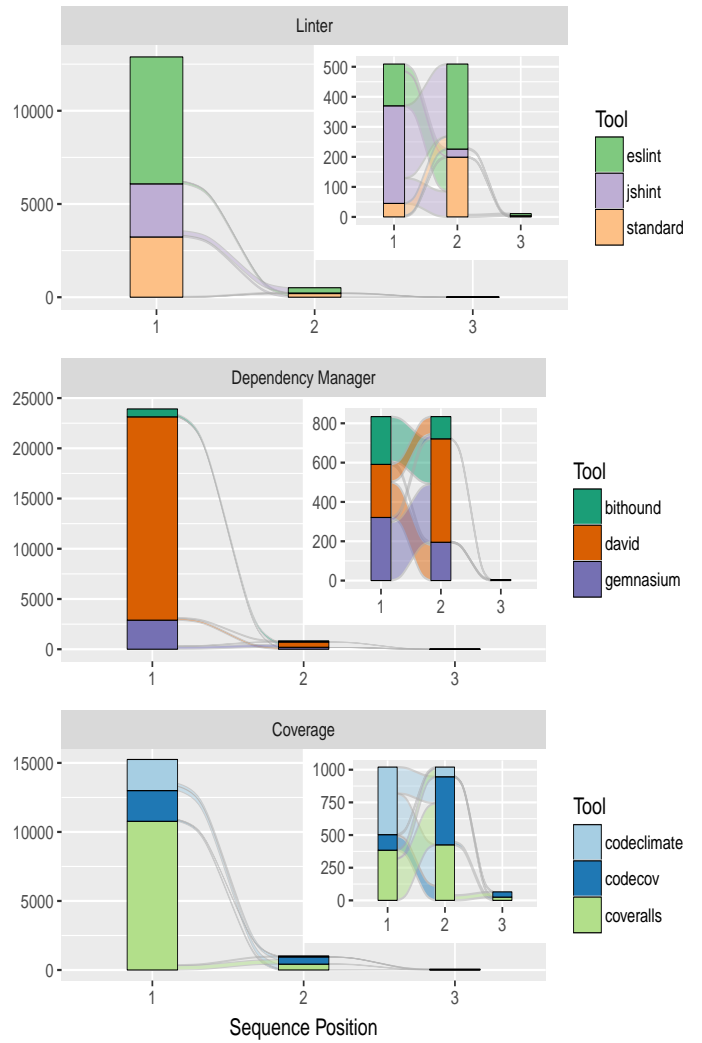 Linter
10000
5000
0
1
2
3
500
400
300
200
100
0
1
2
3
Tool
eslint
jshint
standard
Dependency Manager
25000
20000
15000
10000
5000
0
1
2
3
800
600
400
200
0
1
2
3
Tool
bithound
david
gemnasium
Coverage
15000
10000
5000
0
1
2
3
1000
750
500
250
0
1
2
3
Tool
codeclimate
codecov
coveralls
Sequence Position